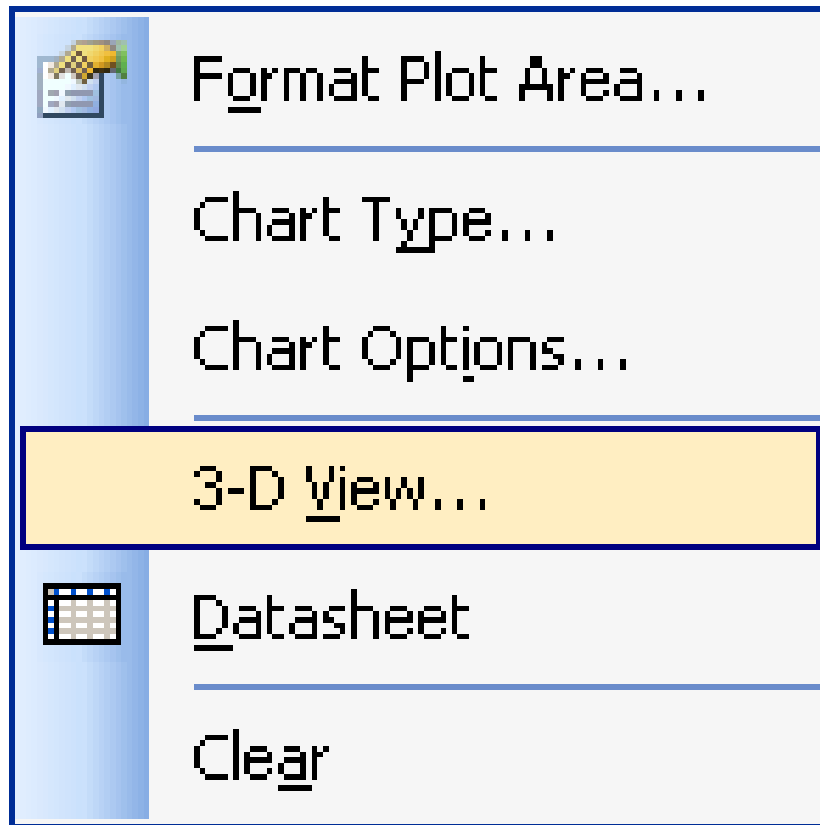 Format Plot Area...
Chart Type...
Chart Options...
3-D View...
Datasheet
Clear